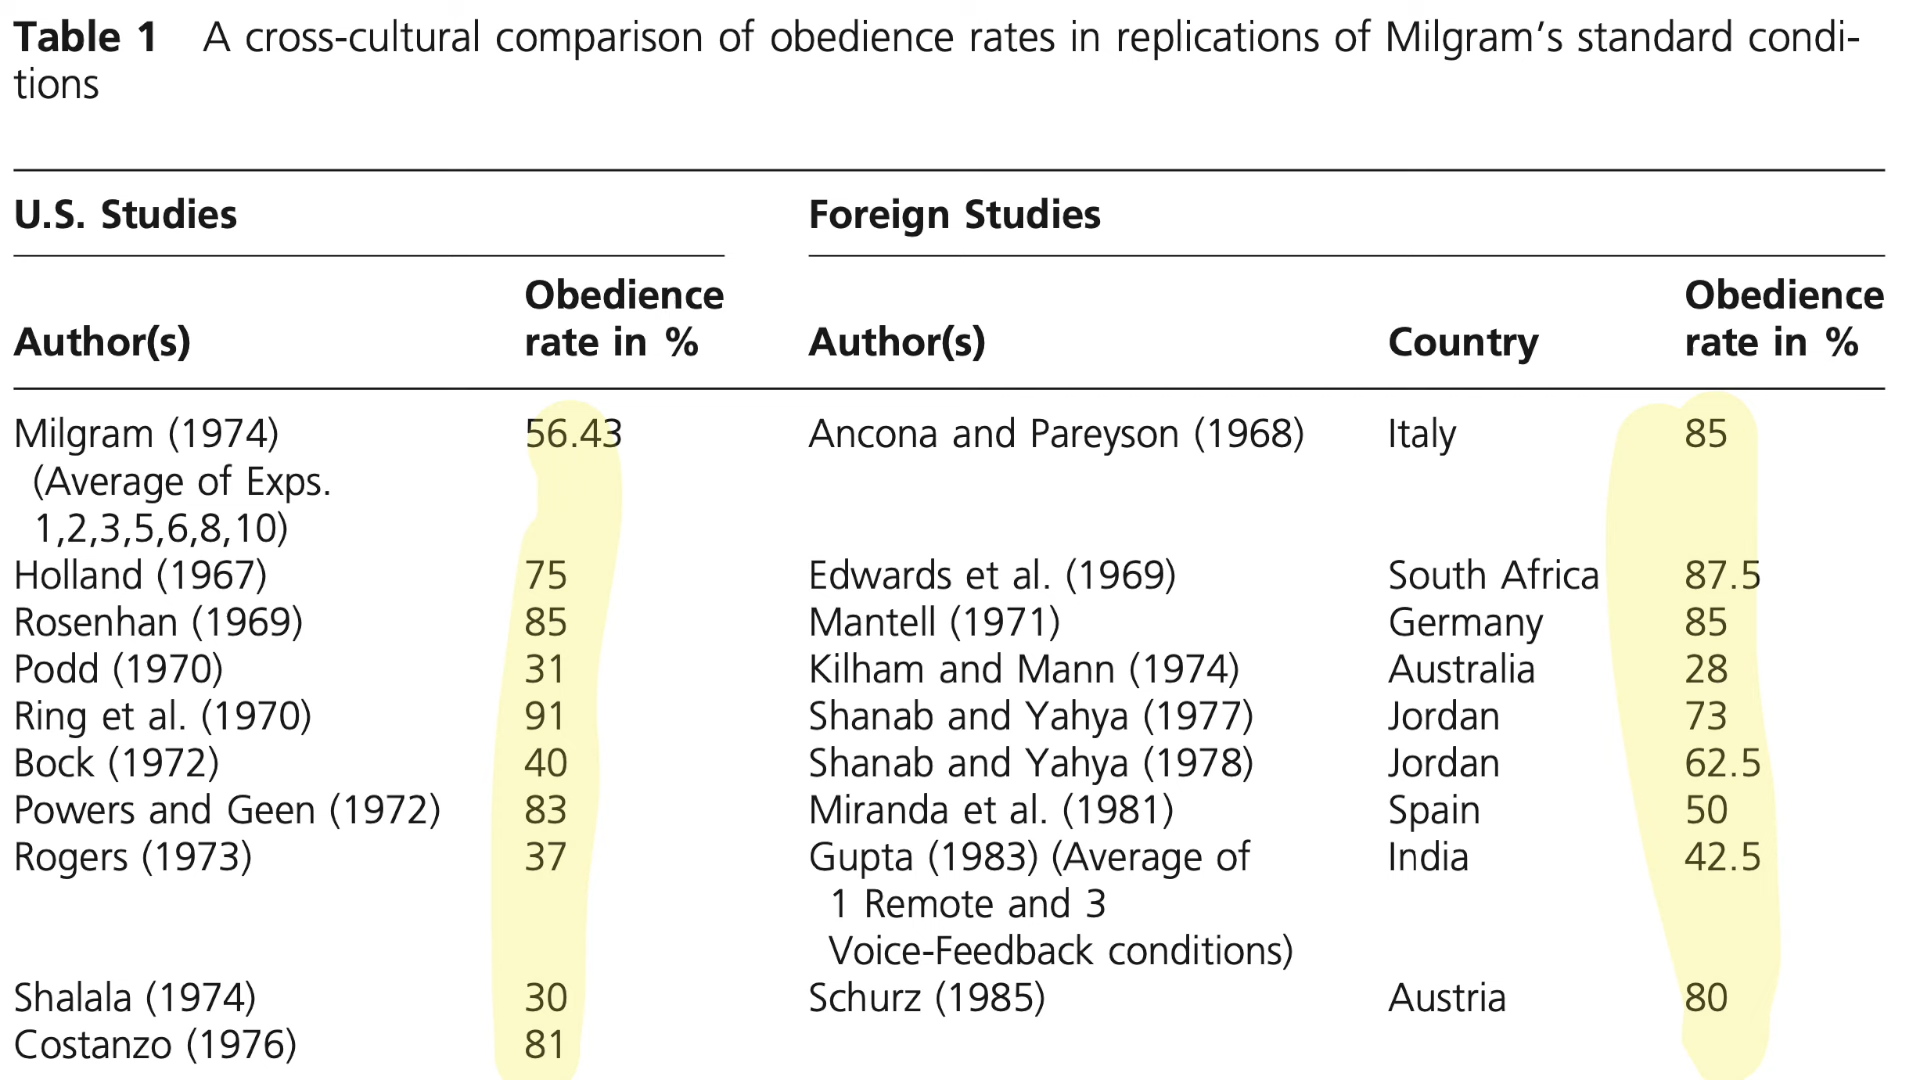 Table 1 A cross-cultural comparison of obedience rates in replications of Milgram's standard condi-
tions
U.S. Studies Foreign Studies
Obedience Obedience
Author(s) rate in % Author(s) Country rate in %
Milgram (1974) 56.43 Ancona and Pareyson (1968) Italy 85
(Average of Exps.
1,2,3,5,6,8,10)
Holland (1967) 75 Edwards et al. (1969) South Africa 87.5
Rosenhan (1969) 85 Mantell (1971) Germany 85
Podd (1970) 31 Kilham and Mann (1974) Australia 28
Ring et al. (1970) 91 Shanab and Yahya (1977) Jordan 73
Bock (1972) 40 Shanab and Yahya (1978) Jordan 62.5
Powers and Geen (1972) 83 Miranda et al. (1981) Spain 50
Rogers (1973) 37 Gupta (1983) (Average of India 42.5
1 Remote and 3
Voice-Feedback conditions)
Shalala (1974) 30 Schurz (1985) Austria 80
Costanzo (1976) 81